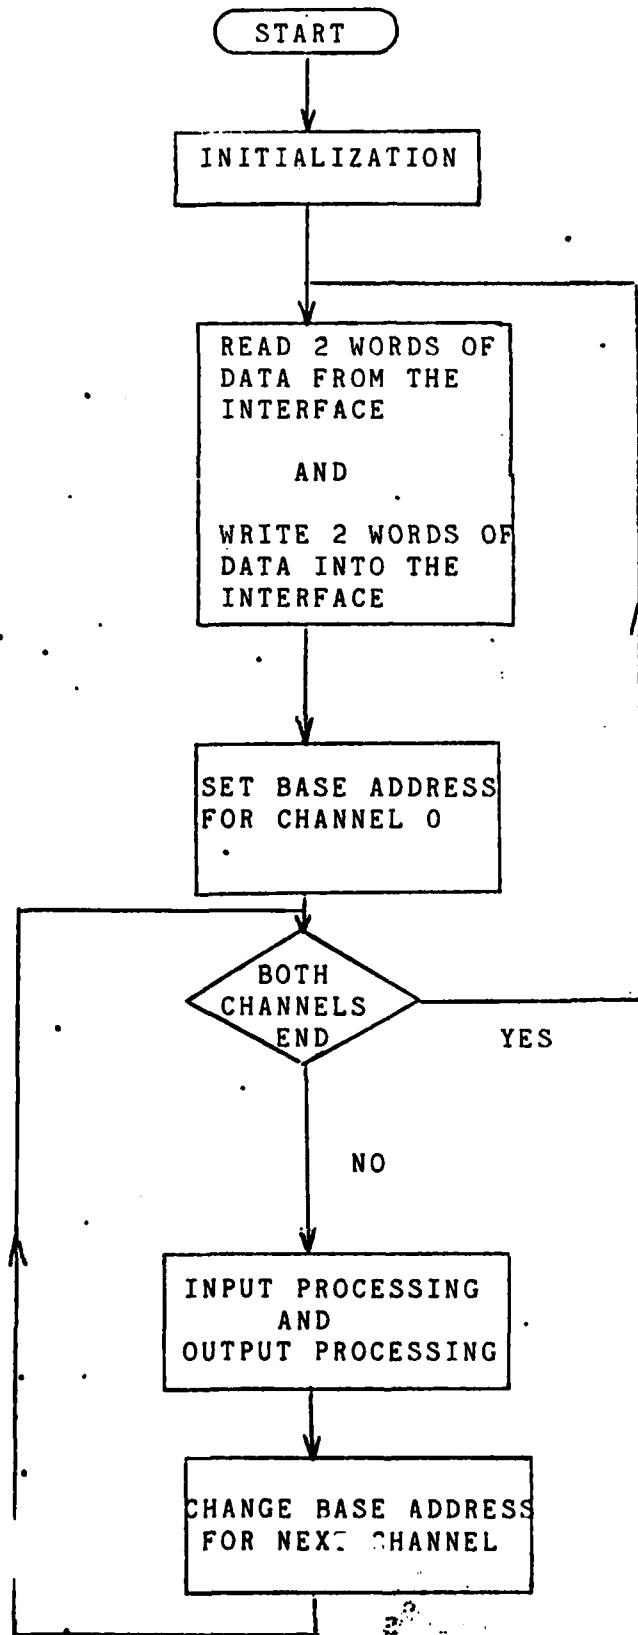 START
INITIALIZATION
READ 2 WORDS OF
DATA FROM THE
INTERFACE
AND
WRITE 2 WORDS OF
DATA INTO THE
INTERFACE
SET BASE ADDRESS
FOR CHANNEL 0
BOTH
CHANNELS
END
YES
NO
INPUT PROCESSING
AND
OUTPUT PROCESSING
CHANGE BASE ADDRESS
FOR NEXT CHANNEL